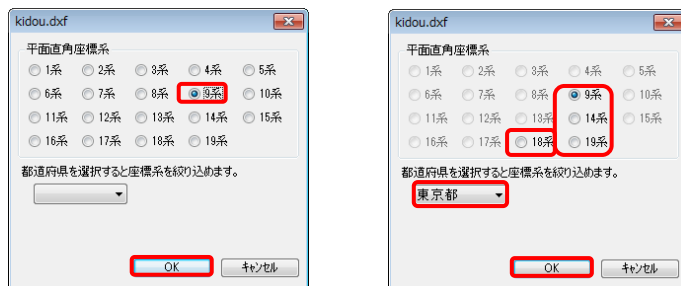 kidou.dxf
平面直角座標系
1系 2系 3系 4系 5系
6系 7系 8系 9系 10系
11系 12系 13系 14系 15系
16系 17系 18系 19系
都道府県を選択すると座標系を絞り込めます。
OK キャンセル
kidou.dxf
平面直角座標系
1系 2系 3系 4系 5系
6系 7系 8系 9系 10系
11系 12系 13系 14系 15系
16系 17系 18系 19系
都道府県を選択すると座標系を絞り込めます。
東京都
OK キャンセル